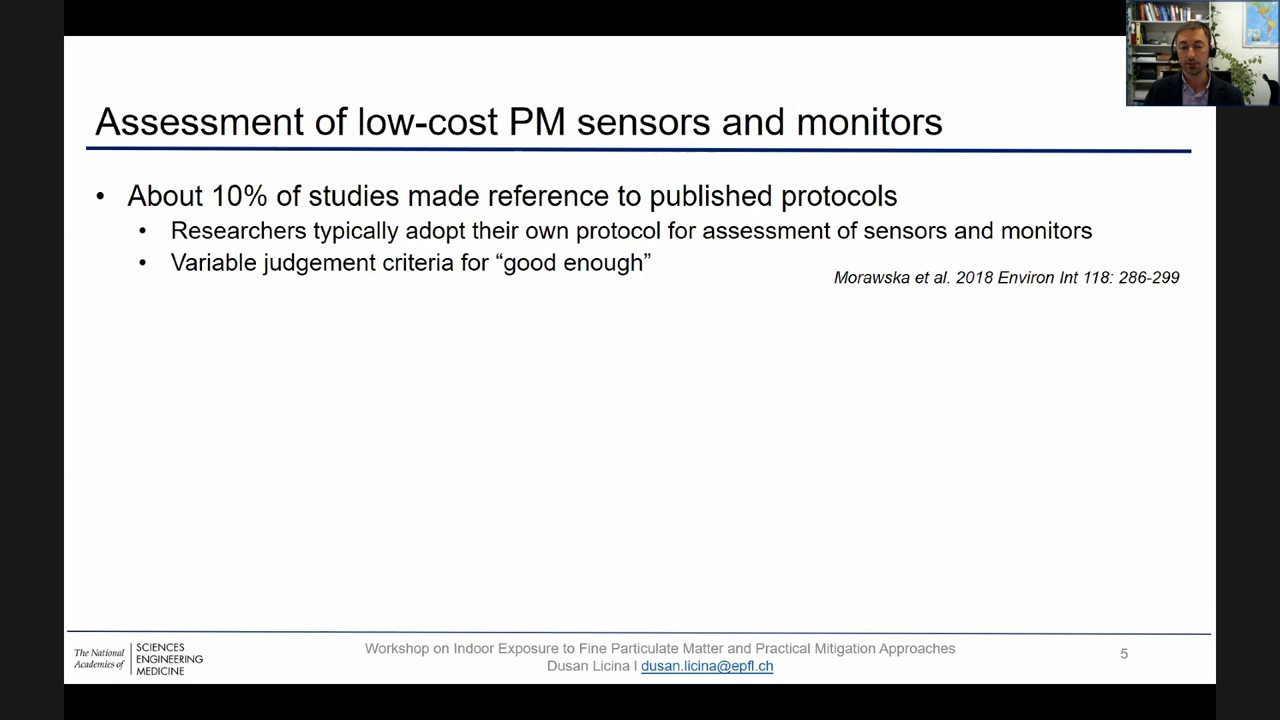 Assessment of low-cost PM sensors and monitors
• About 10% of studies made reference to published protocols
• Researchers typically adopt their own protocol for assessment of sensors and monitors
• Variable judgement criteria for “good enough”
Morawska et al. 2018 Environ Int 118: 286-299
The National
Academies of
SCIENCES
ENGINEERING
MEDICINE
Workshop on Indoor Exposure to Fine Particulate Matter and Practical Mitigation Approaches
Dusan Licina I dusan.licina@epfl.ch
5